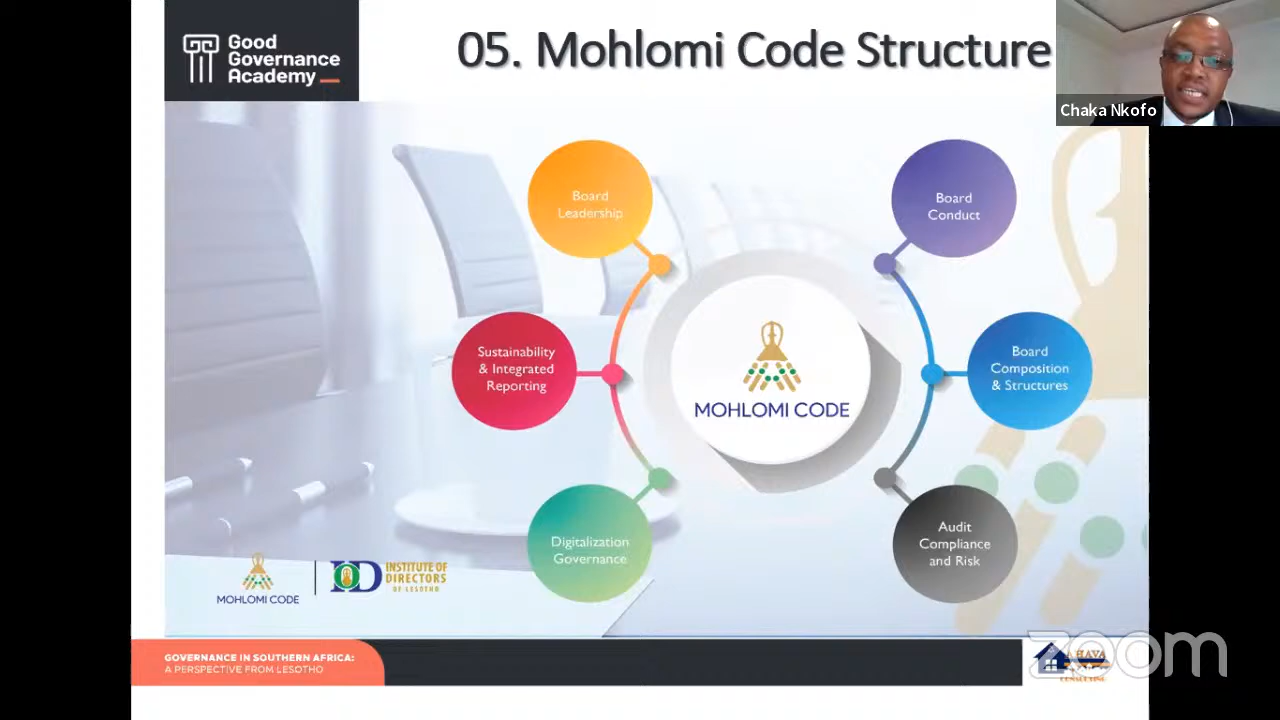 Good
Governance
Academy
05. Mohlomi Code Structure
Chaka Nkofo
Board
Leadership
Board
Conduct
Sustainability
& Integrated
Reporting
MOHLOMI CODE
Board
Composition
& Structures
Digitalization
Governance
Audit
Compliance
and Risk
MOHLOMI CODE
IOD
INSTITUTE OF
DIRECTORS
OF LESOTHO
GOVERNANCE IN SOUTHERN AFRICA:
A PERSPECTIVE FROM LESOTHO
CONSULTING
zoom